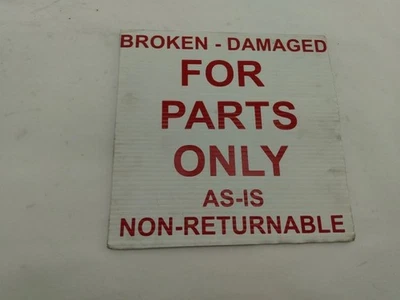 BROKEN - DAMAGED
FOR
PARTS
ONLY
AS-IS
NON-RETURNABLE